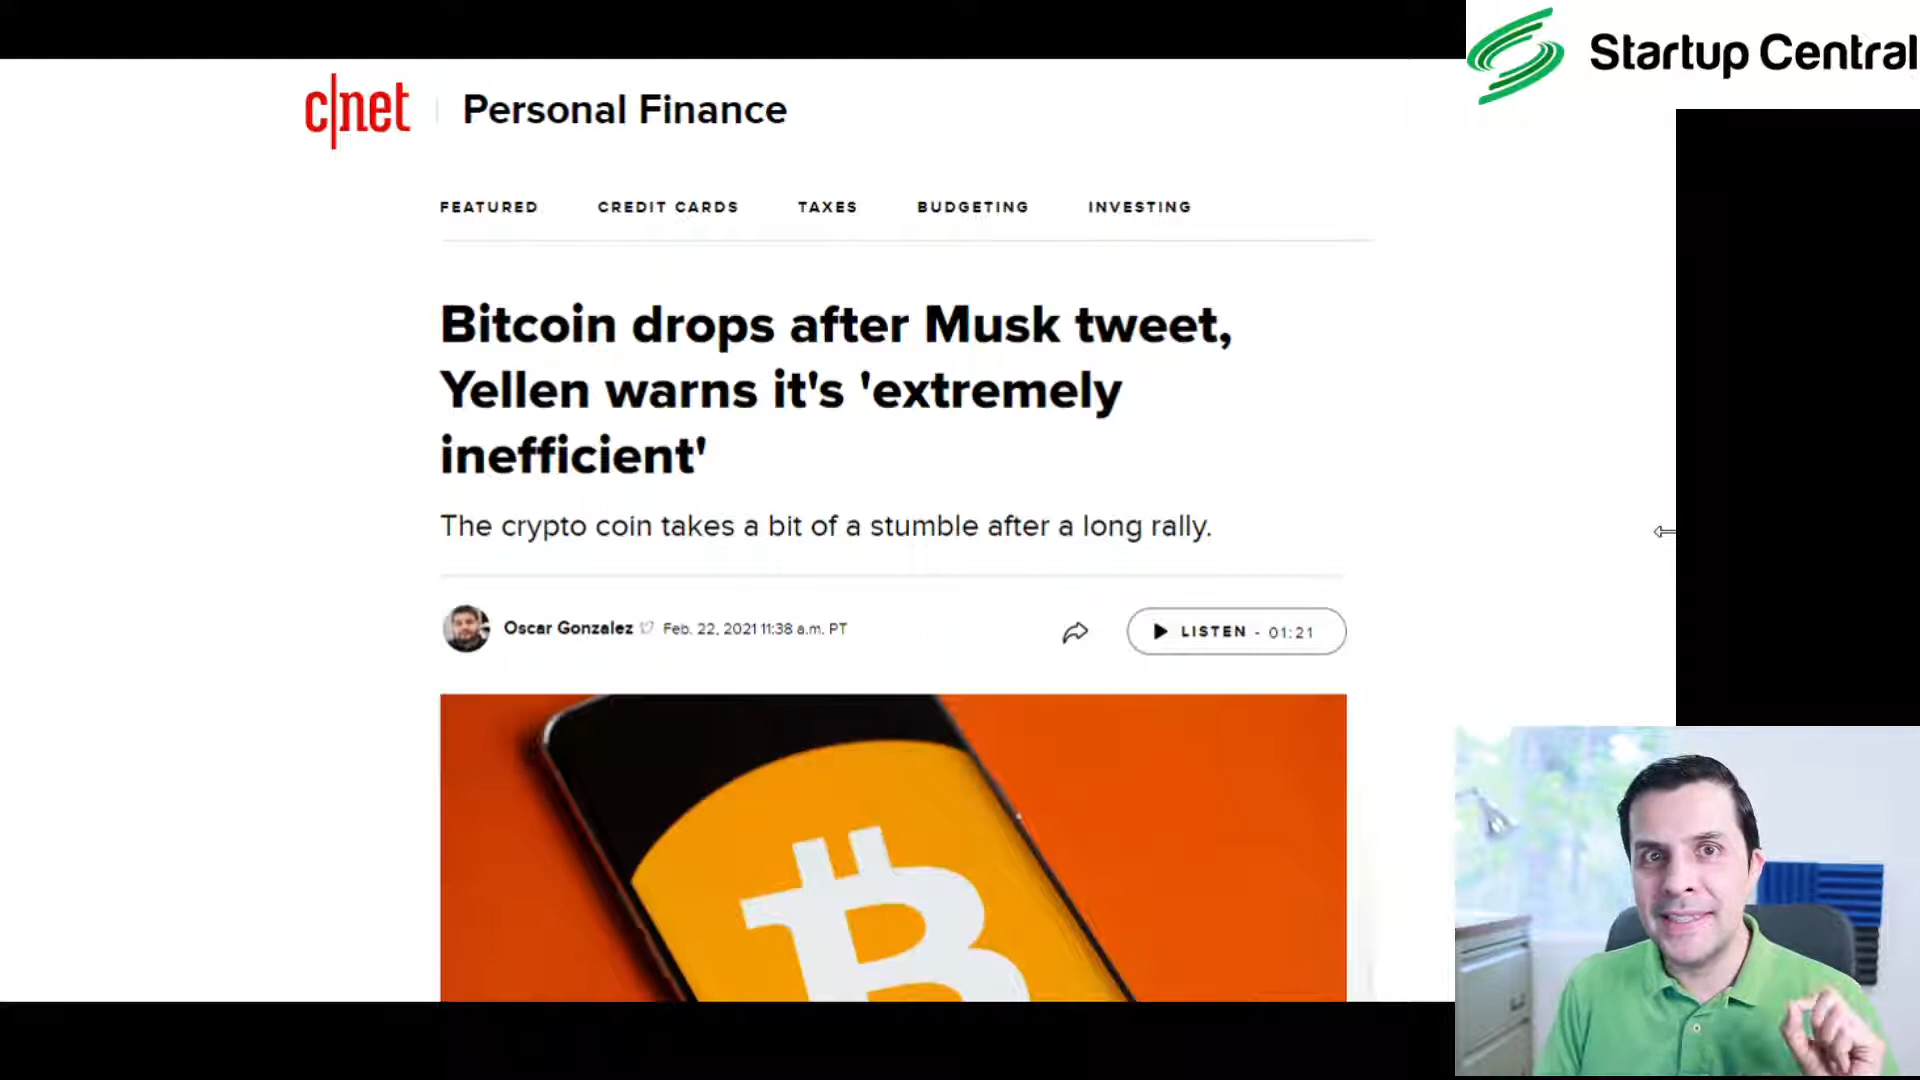 Startup Central
c|net
Personal Finance
FEATURED CREDIT CARDS TAXES BUDGETING INVESTING
Bitcoin drops after Musk tweet,
Yellen warns it's 'extremely
inefficient'
The crypto coin takes a bit of a stumble after a long rally.
Oscar Gonzalez Feb. 22, 2021 11:38 a.m. PT
LISTEN - 01:21